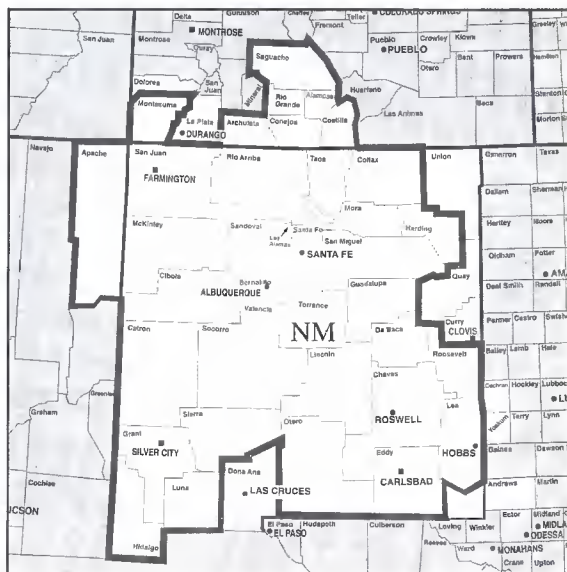 Delta
Gunnison
Chaffee
Fremont
Teller
COLORADO SPRINGS
San Juan
Montrose
MONTROSE
Ouray
Saguache
Pueblo
PUEBLO
Crowley
Otero
Kiowa
Bent
Prowers
Greeley
Hamilton
Dolores
San Juan
Mineral
Rio Grande
Alamosa
Huerfano
Las Animas
Baca
Stanton
Morton
Montezuma
La Plata
DURANGO
Archuleta
Conejos
Costilla
Navajo
Apache
San Juan
FARMINGTON
Rio Arriba
Taos
Colfax
Union
Cimarron
Texas
Dallam
Sherman
McKinley
Sandoval
Los Alamos
Santa Fe
Mora
Harding
San Miguel
SANTA FE
Hartley
Moore
Oldham
Potter
Cibola
Bernalillo
ALBUQUERQUE
Valencia
Torrance
Guadalupe
Quay
Deaf Smith
Randall
Catron
Socorro
NM
Lincoln
De Baca
Curry
CLOVIS
Roosevelt
Parmer
Castro
Bailey
Lamb
Hale
Chaves
Cochran
Hockley
Graham
Greenlee
Sierra
Otero
ROSWELL
Lea
Yoakum
Terry
Lynn
Grant
SILVER CITY
Eddy
HOBBS
Gaines
Dawson
Cochise
Luna
Dona Ana
LAS CRUCES
CARLSBAD
Andrews
Martin
UCSON
Hidalgo
El Paso
EL PASO
Hudspeth
Culberson
Loving
Winkler
Ector
Midland
MIDLA
ODESSA
Reeves
Ward
MONAHANS
Crane
Upton